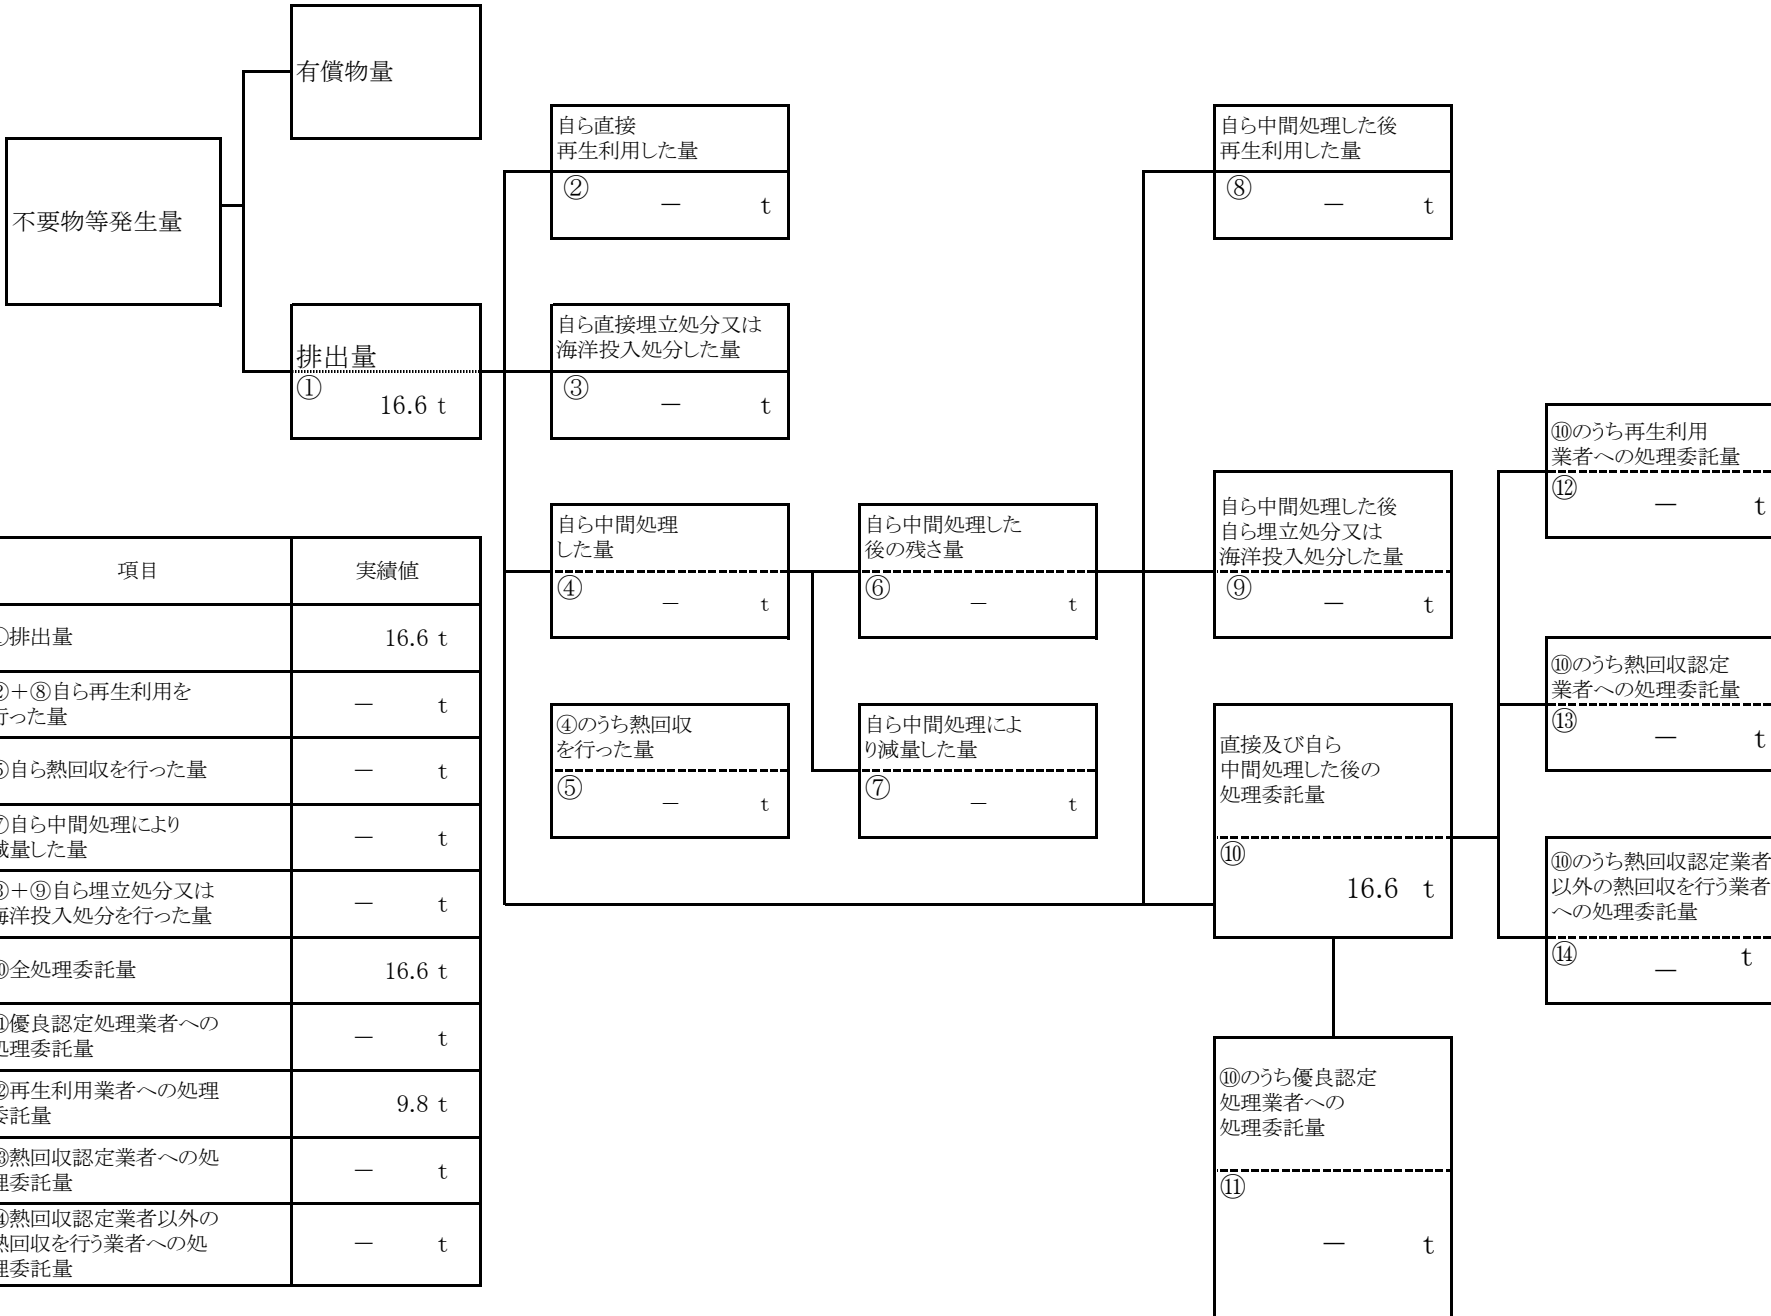 有償物量
不要物等発生量
排出量
①
16.6 t
自ら直接
再生利用した量
②
－ t
自ら直接埋立処分又は
海洋投入処分した量
③
－ t
自ら中間処理
した量
④
－ t
④のうち熱回収
を行った量
⑤
－ t
自ら中間処理した
後の残さ量
⑥
－ t
自ら中間処理によ
り減量した量
⑦
－ t
自ら中間処理した後
再生利用した量
⑧
－ t
自ら中間処理した後
自ら埋立処分又は
海洋投入処分した量
⑨
－ t
直接及び自ら
中間処理した後の
処理委託量
⑩
16.6 t
⑩のうち優良認定
処理業者への
処理委託量
⑪
－ t
⑩のうち再生利用
業者への処理委託量
⑫
－ t
⑩のうち熱回収認定
業者への処理委託量
⑬
－ t
⑩のうち熱回収認定業者
以外の熱回収を行う業者
への処理委託量
⑭
－ t
項目 実績値
①排出量 16.6 t
②＋⑧自ら再生利用を
行った量 － t
⑤自ら熱回収を行った量 － t
⑦自ら中間処理により
減量した量 － t
③＋⑨自ら埋立処分又は
海洋投入処分を行った量 － t
⑩全処理委託量 16.6 t
⑪優良認定処理業者への
処理委託量 － t
⑫再生利用業者への処理
委託量 9.8 t
⑬熱回収認定業者への処
理委託量 － t
⑭熱回収認定業者以外の
熱回収を行う業者への処
理委託量 － t